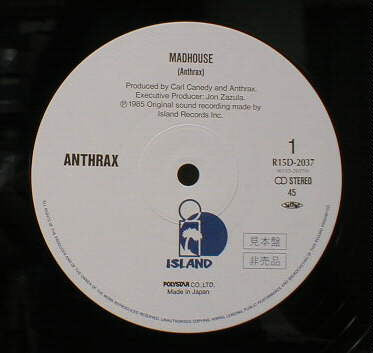 MADHOUSE
(Anthrax)
Produced by Carl Canedy and Anthrax.
Executive Producer: Jon Zazula.
Ⓟ1985 Original sound recording made by
Island Records Inc.
ANTHRAX
1
R15D-2037
STEREO
45
ISLAND
見本盤
非売品
POLYSTAR CO., LTD.
Made in Japan